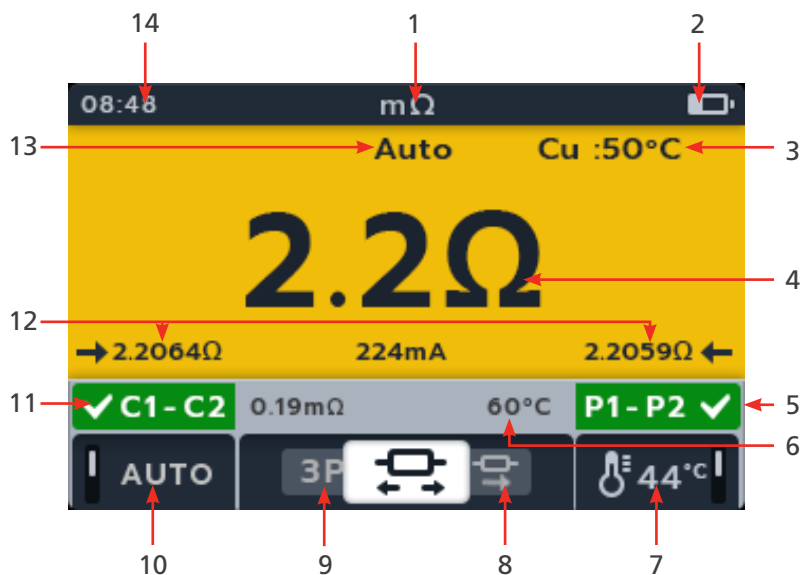 14 1 2
08:48 mΩ
13 Auto Cu :50°C 3
2.2Ω 4
12
2.2064Ω 224mA 2.2059Ω
11 C1-C2 0.19mΩ 60°C P1-P2 5
6
AUTO 3P 44°C
10 9 8 7